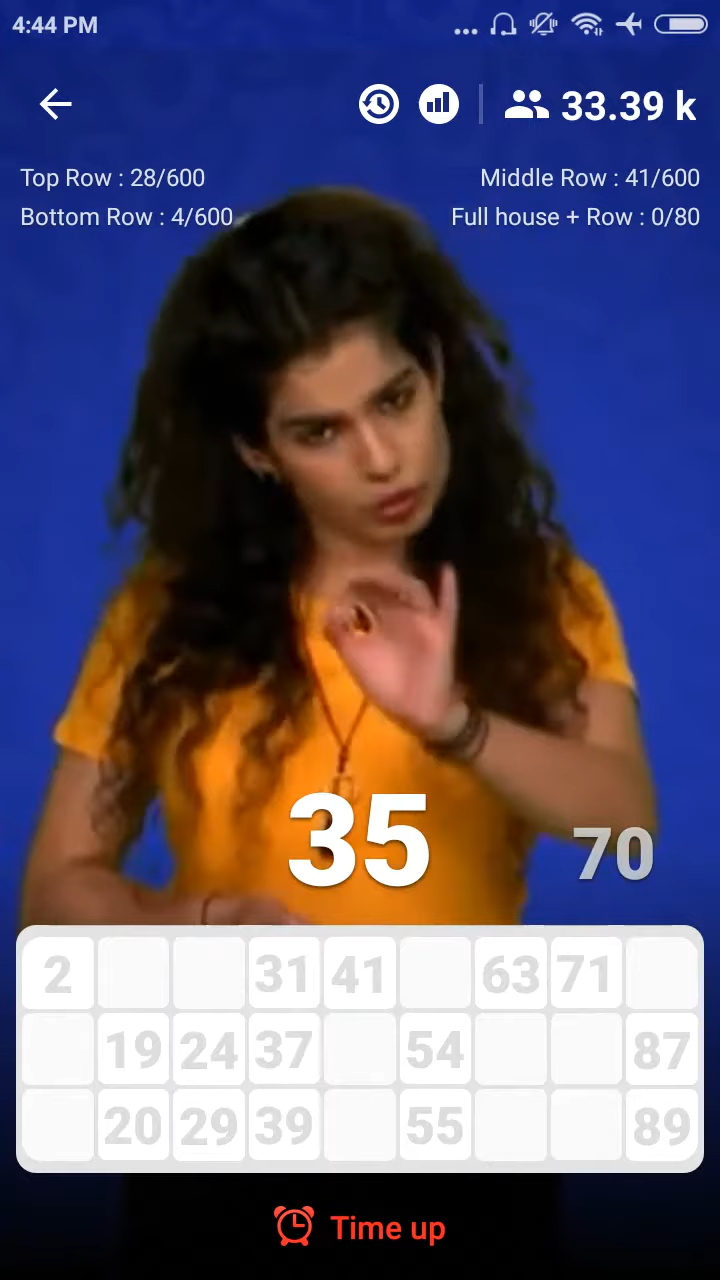 4:44 PM
33.39 k
Top Row : 28/600
Middle Row : 41/600
Bottom Row : 4/600
Full house + Row : 0/80
35
70
2 31 41 63 71
19 24 37 54 87
20 29 39 55 89
Time up